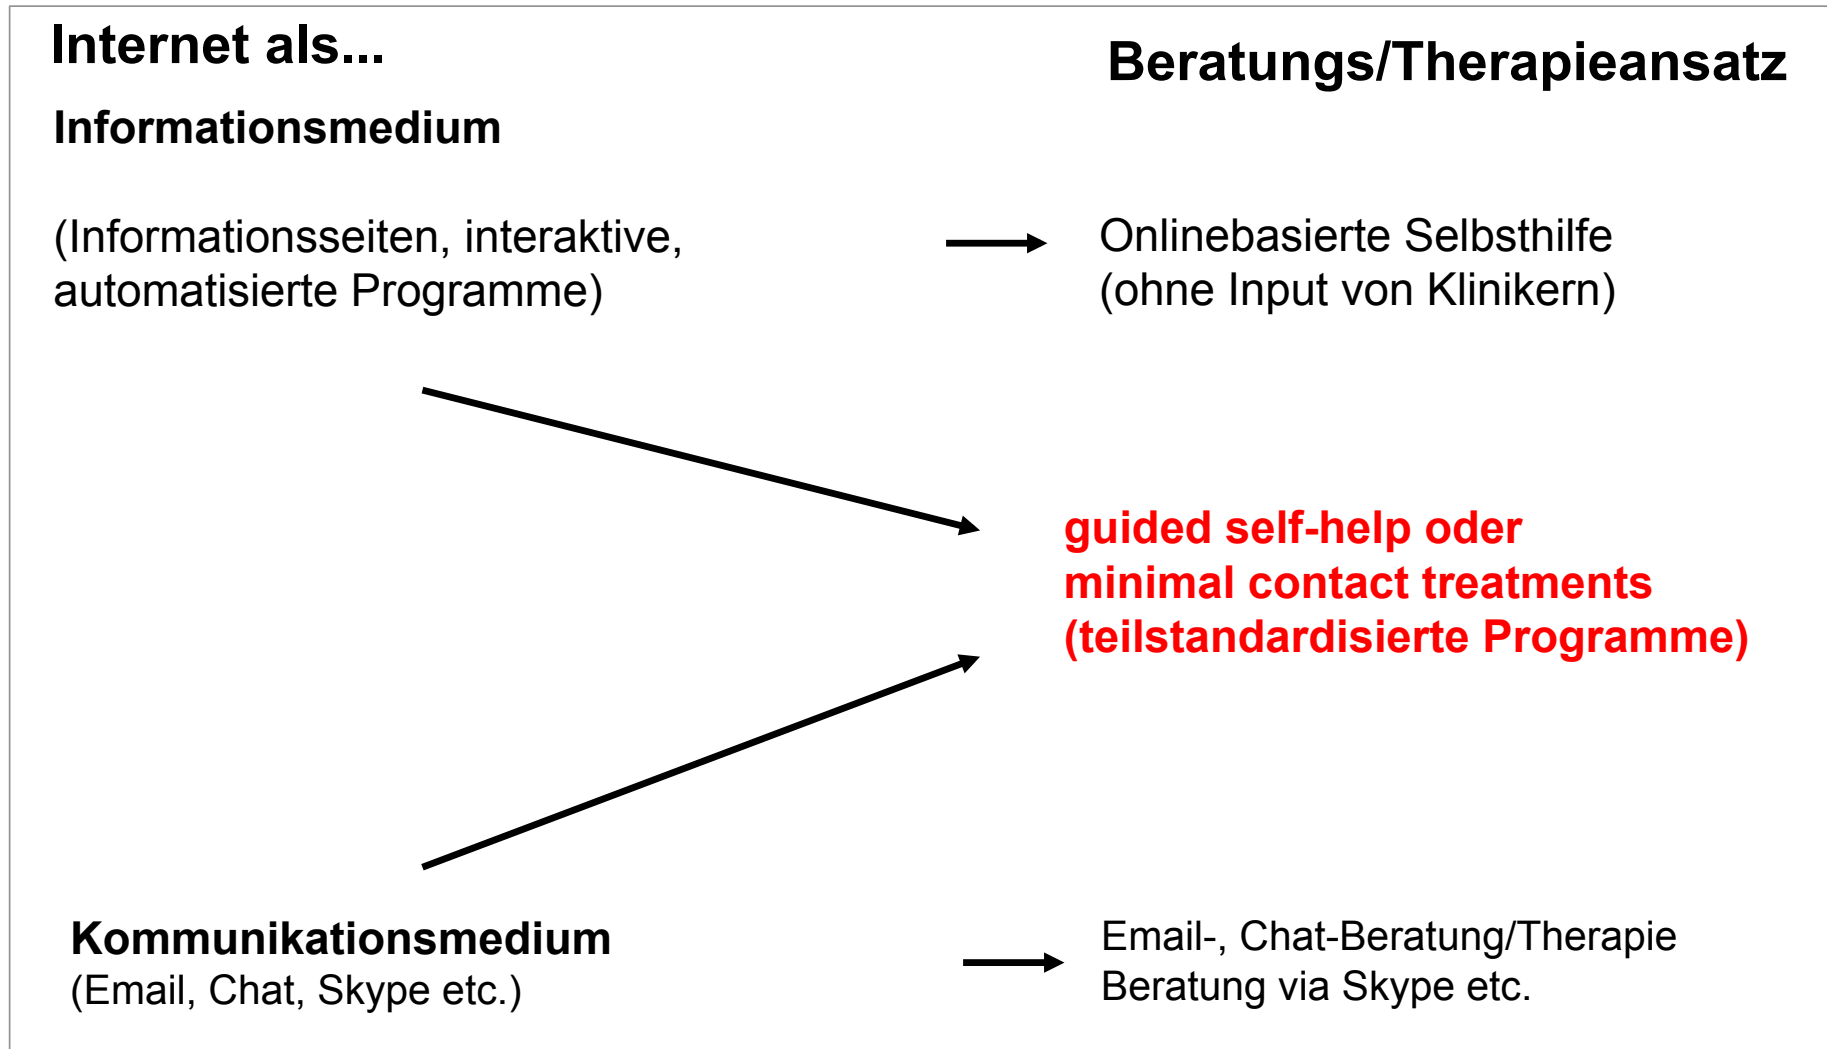 Internet als...
Beratungs/Therapieansatz
Informationsmedium
(Informationsseiten, interaktive,
automatisierte Programme)
Onlinebasierte Selbsthilfe
(ohne Input von Klinikern)
guided self-help oder
minimal contact treatments
(teilstandardisierte Programme)
Kommunikationsmedium
(Email, Chat, Skype etc.)
Email-, Chat-Beratung/Therapie
Beratung via Skype etc.